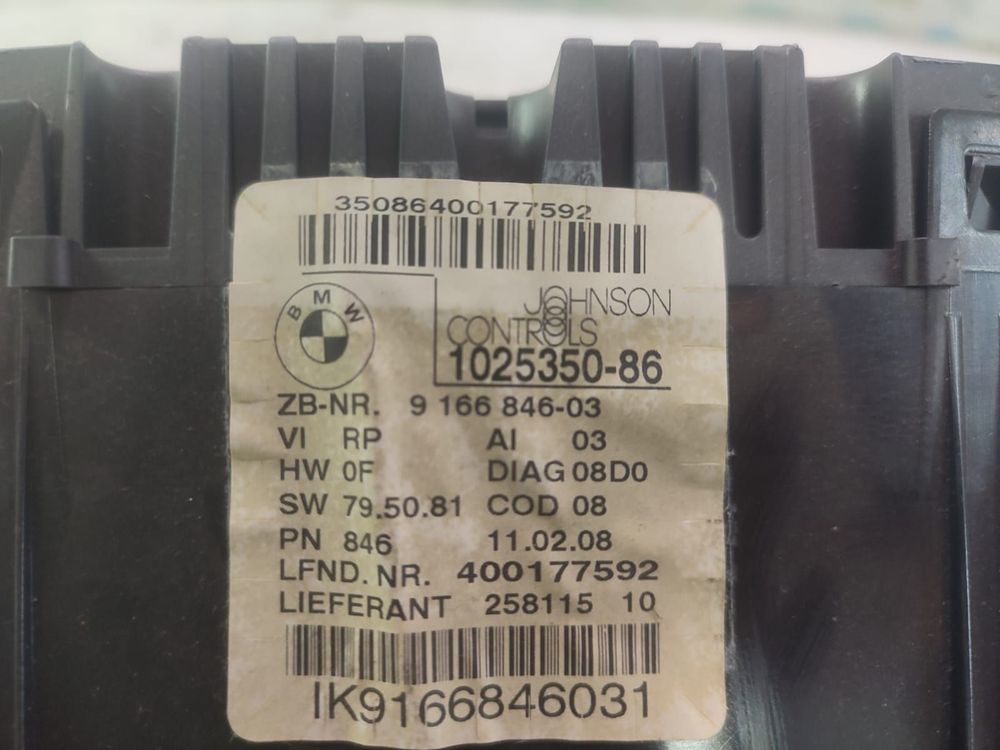 35086400177592
BMW
JOHNSON
CONTROLS
1025350-86
ZB-NR. 9 166 846-03
VI RP AI 03
HW 0F DIAG 08D0
SW 79.50.81 COD 08
PN 846 11.02.08
LFND. NR. 400177592
LIEFERANT 258115 10
IK9166846031